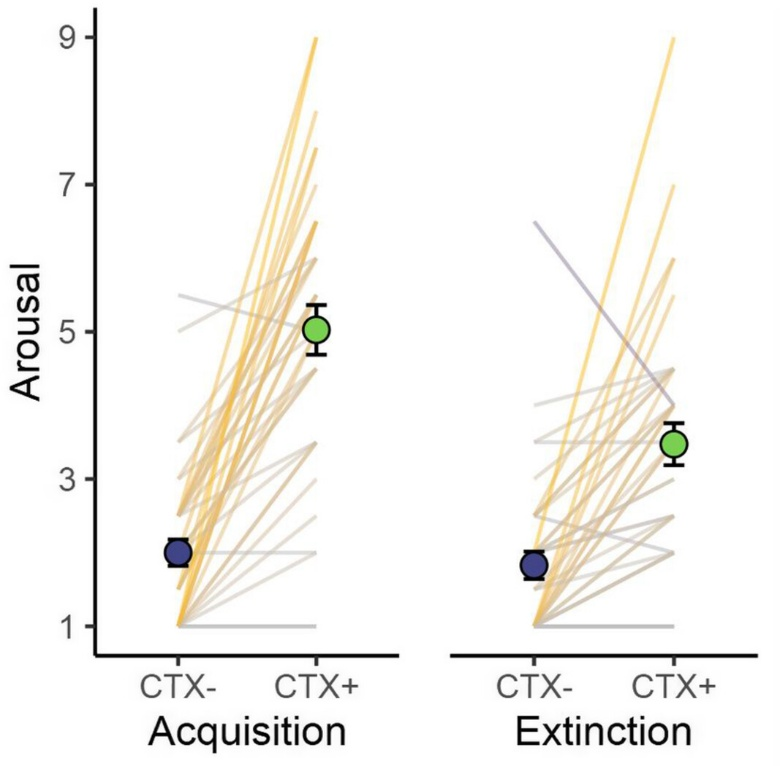 Arousal
9
7
5
3
1
CTX- CTX+ CTX- CTX+
Acquisition Extinction